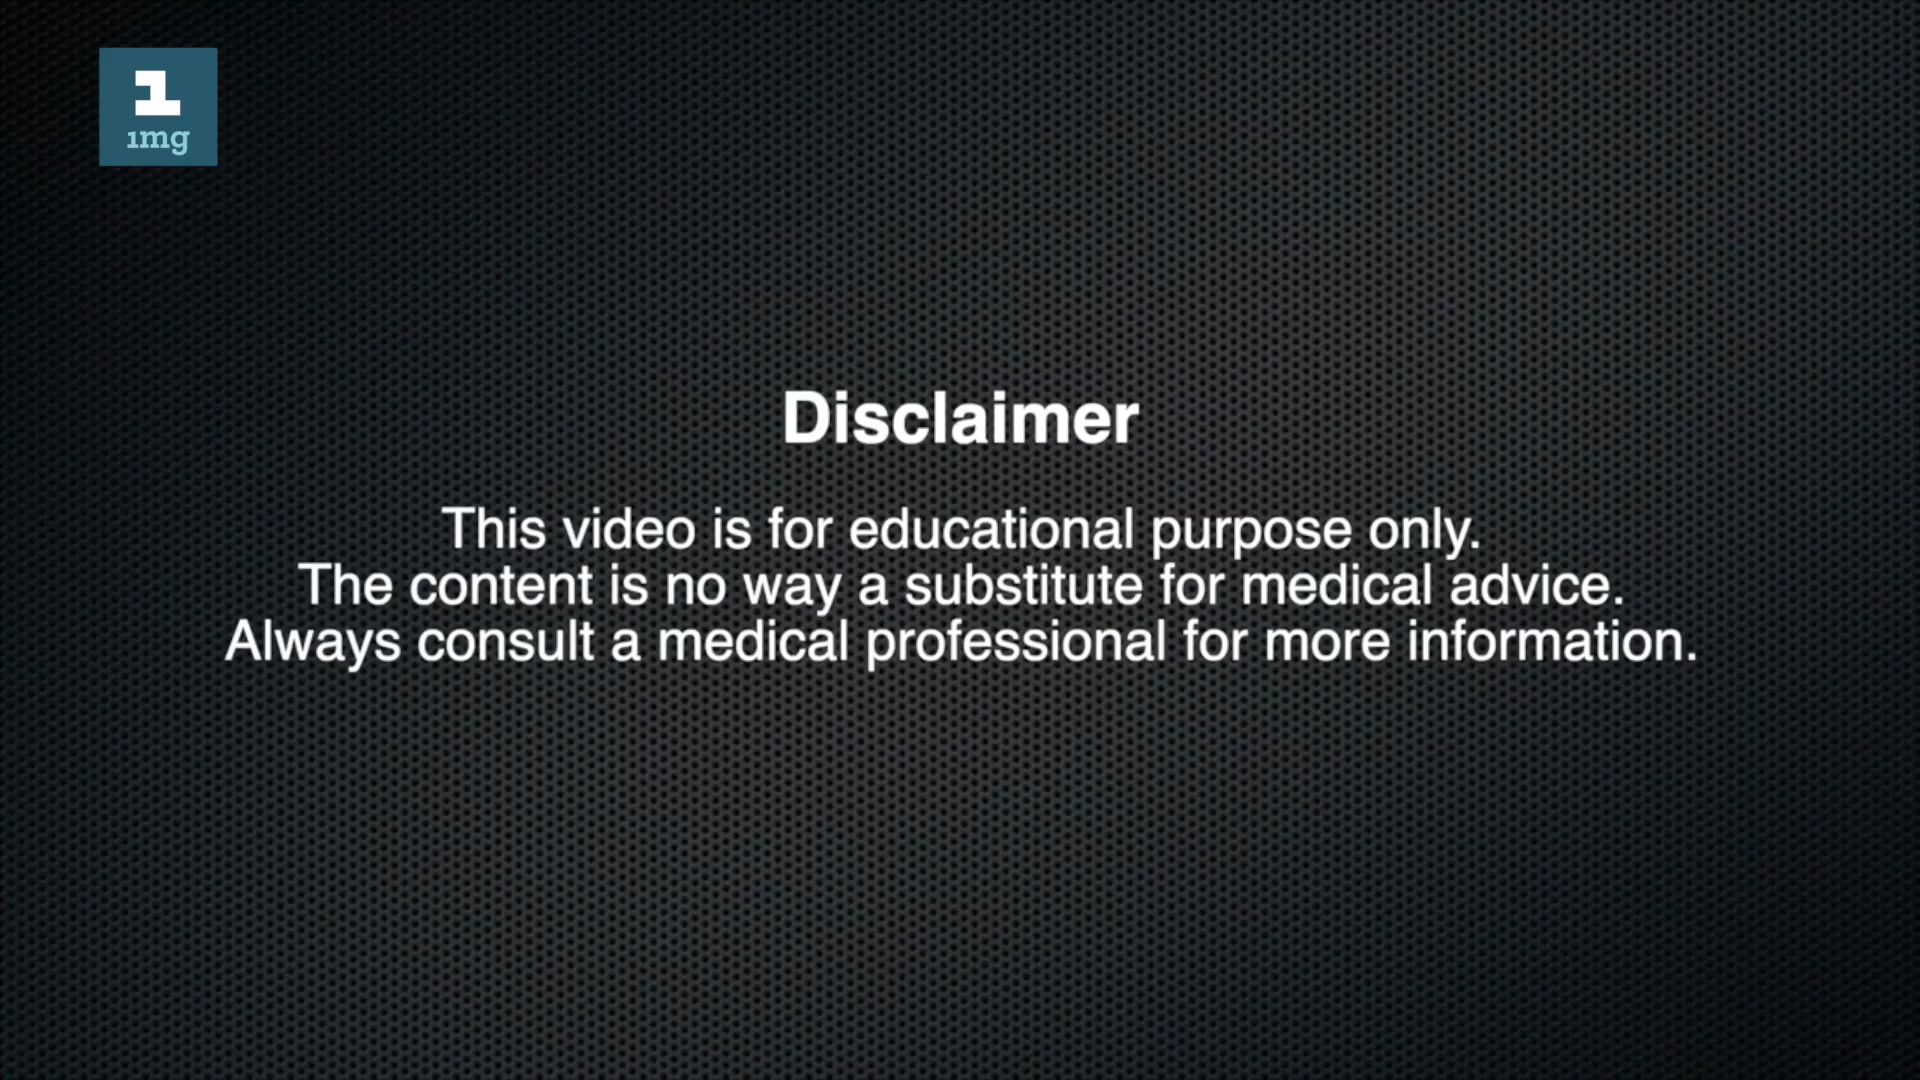 1
1mg
Disclaimer
This video is for educational purpose only.
The content is no way a substitute for medical advice.
Always consult a medical professional for more information.